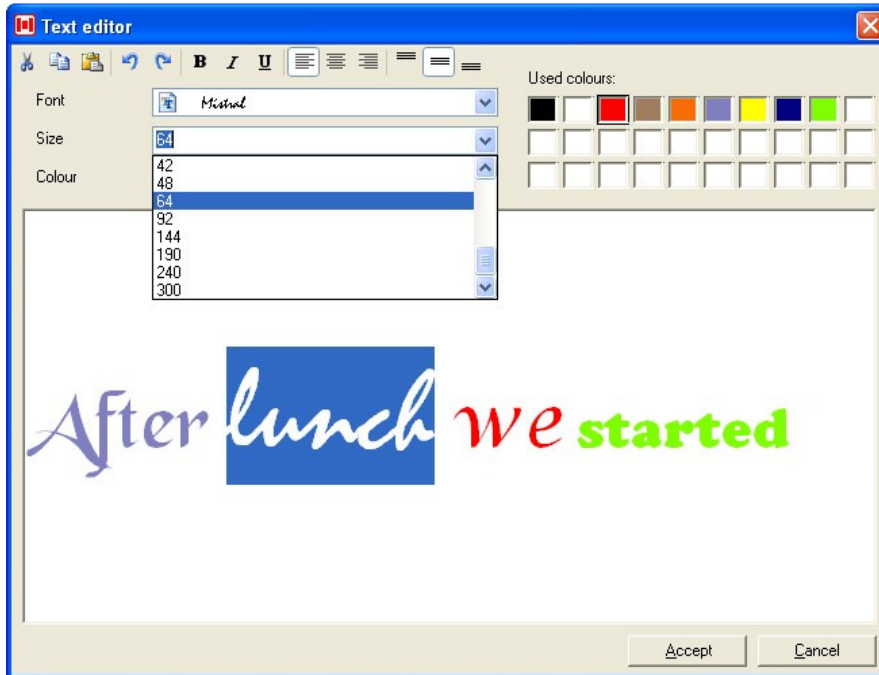 Text editor
B I U
Used colours:
Font Mistral
Size 64
Colour
42
48
64
92
144
190
240
300
After lunch we started
Accept Cancel